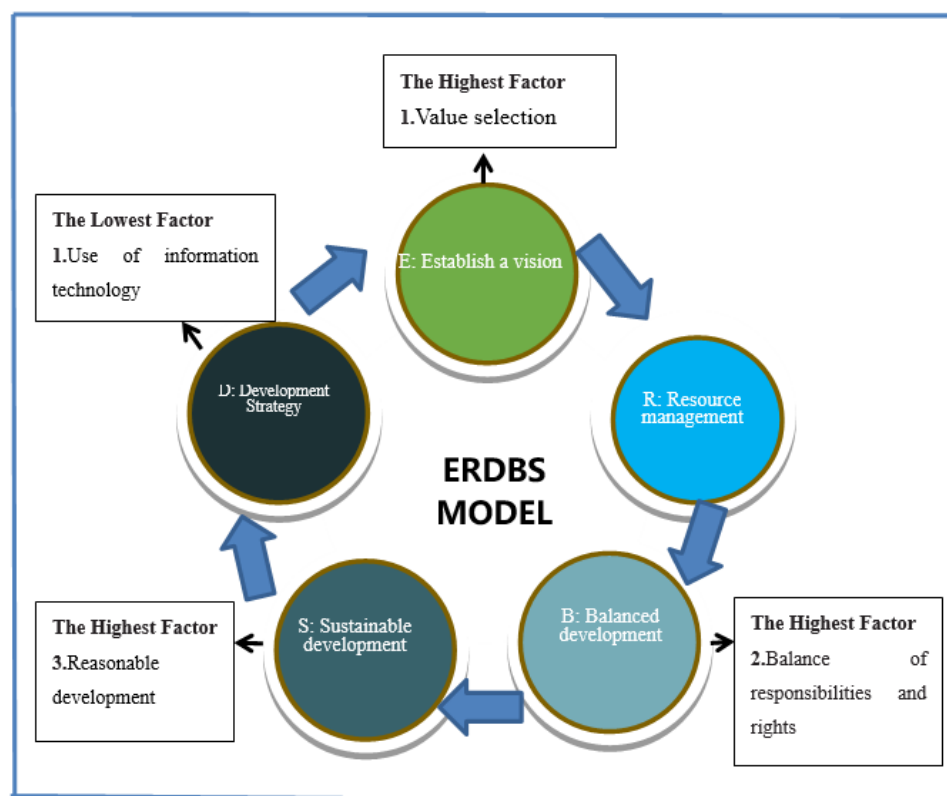 The Highest Factor
1.Value selection
The Lowest Factor
1.Use of information
technology
E: Establish a vision
D: Development
Strategy
R: Resource
management
ERDBS
MODEL
S: Sustainable
development
B: Balanced
development
The Highest Factor
3.Reasonable
development
The Highest Factor
2.Balance of
responsibilities and
rights